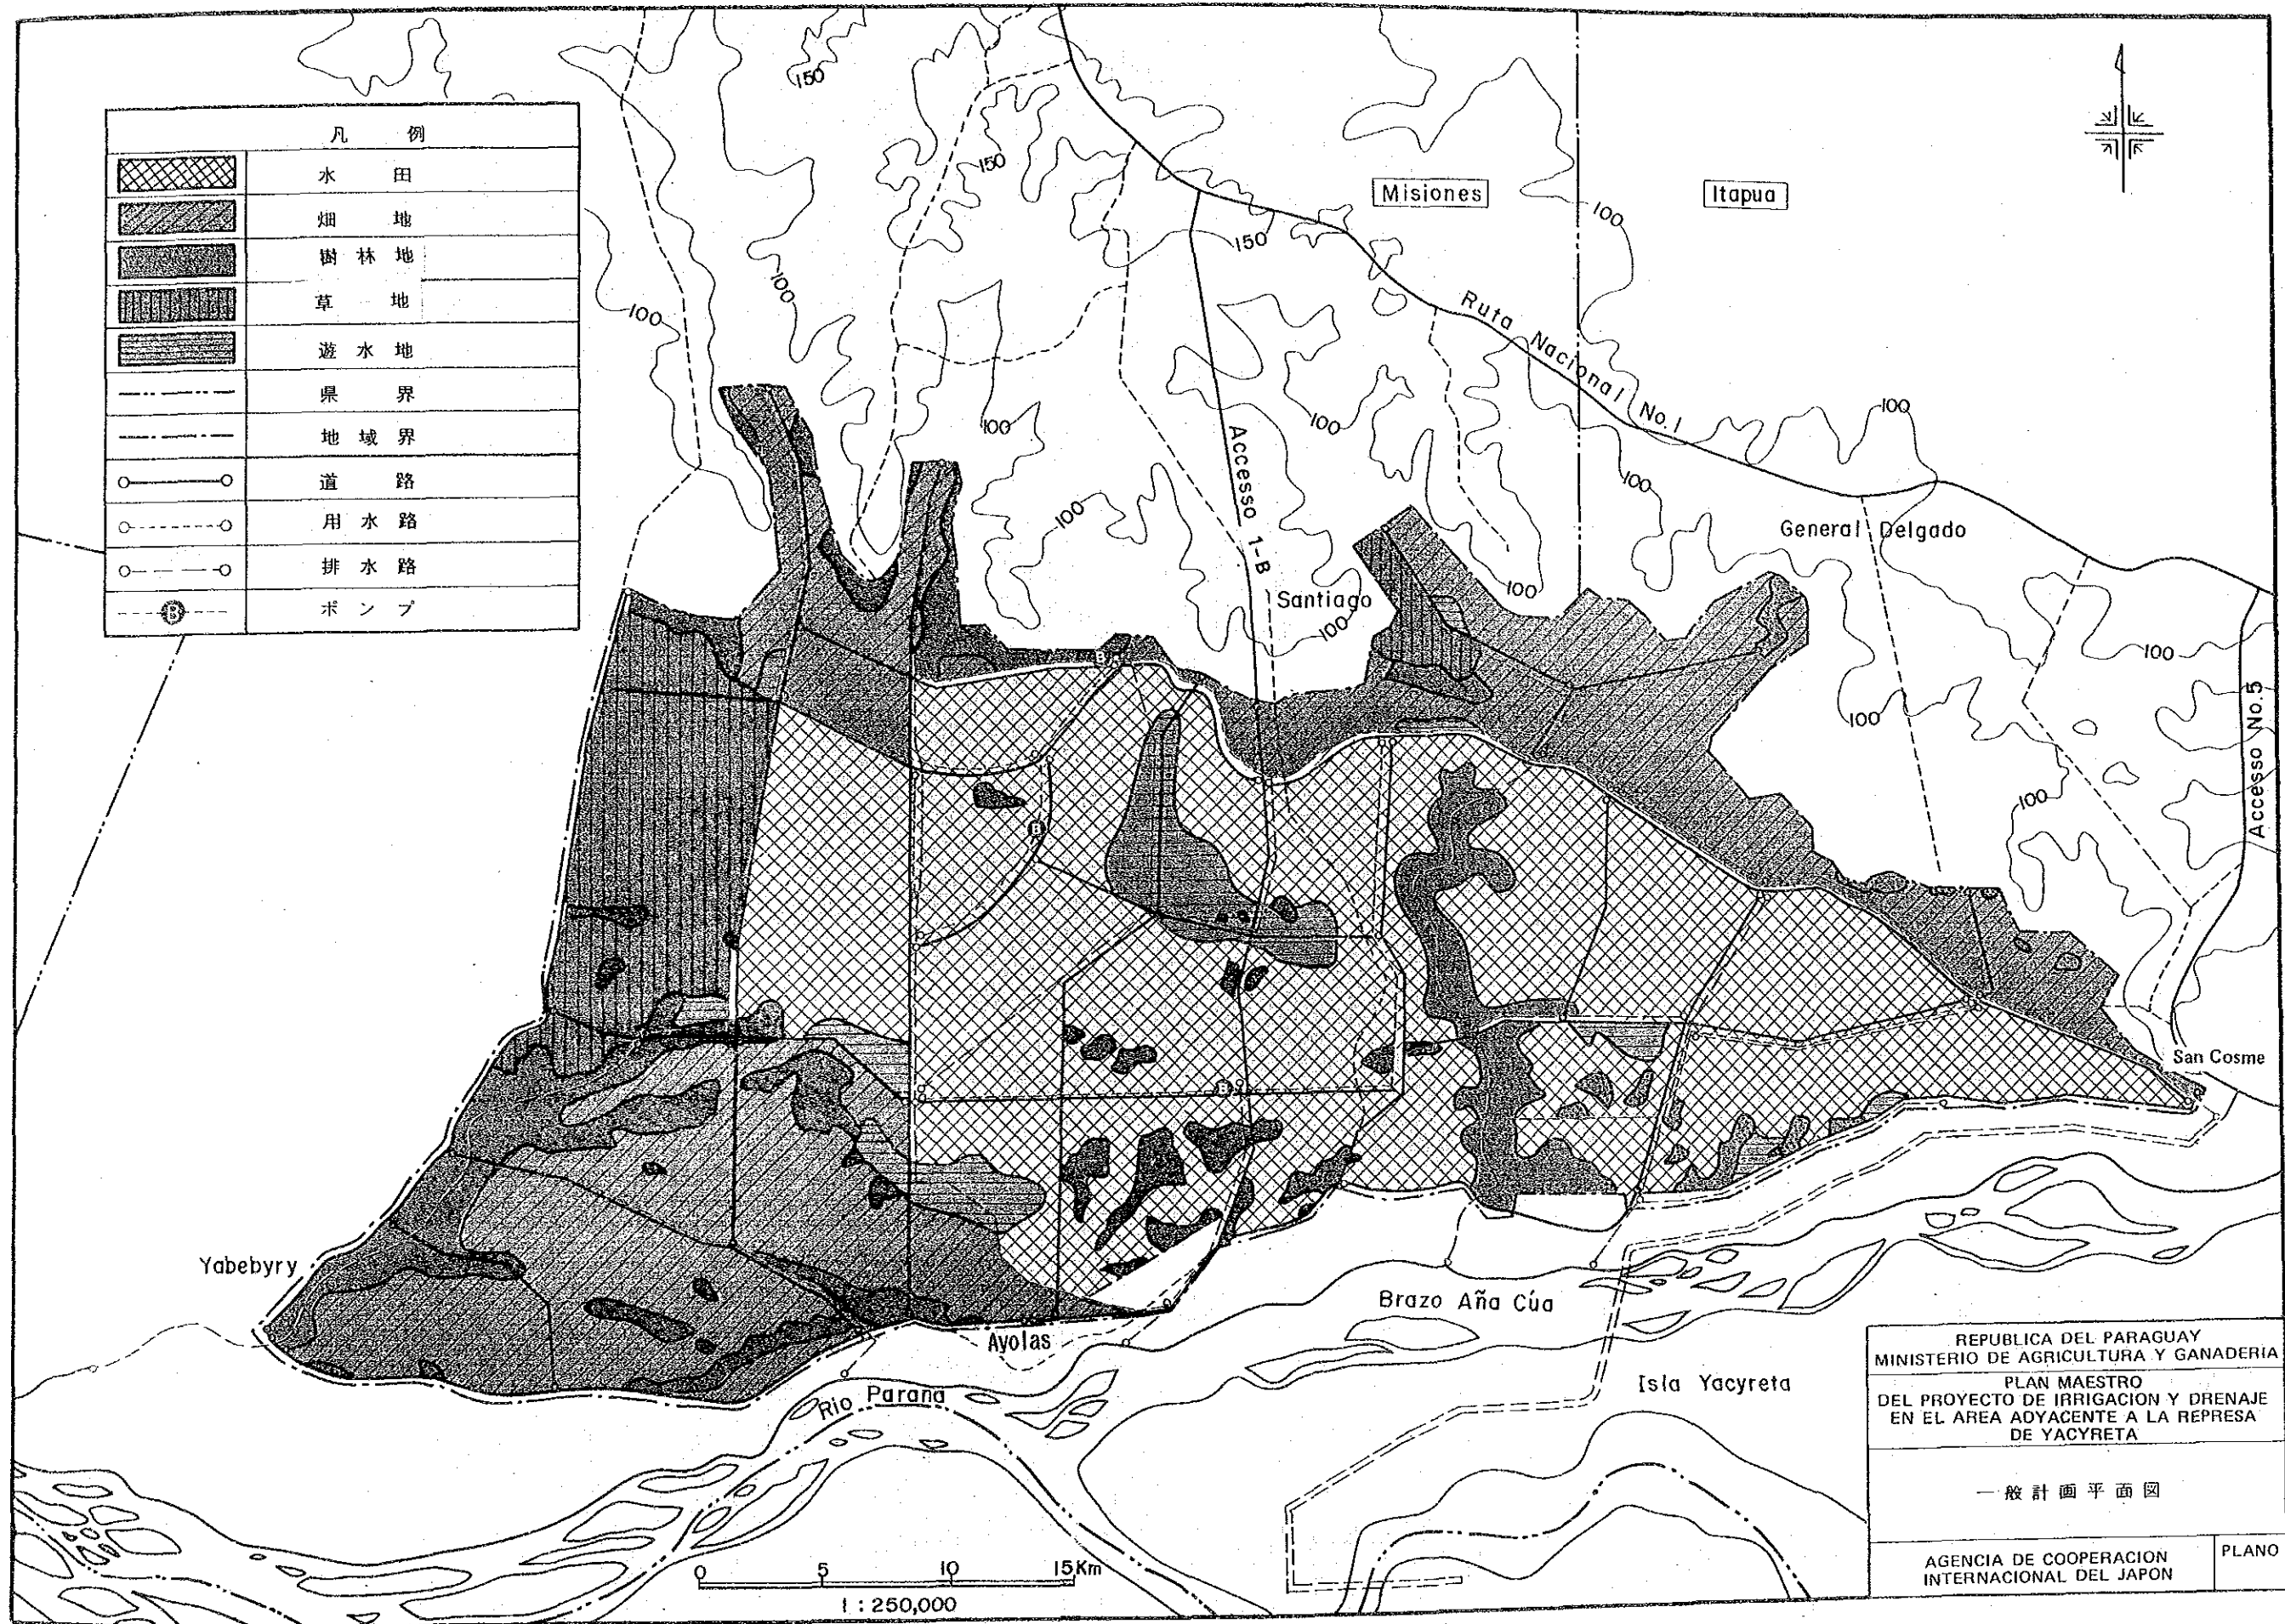 凡例
水田
畑地
樹林地
草地
遊水地
県界
地域界
道路
用水路
排水路
B ポンプ
150
150
150
100
100
100
100
100
100
100
100
100
100
100
100
100
100
Misiones
Itapua
Ruta Nacional No.1
Accesso 1-B
Santiago
General Delgado
Accesso No.5
San Cosme
B
B
B
Yabebyry
Ayolas
Brazo Aña Cúa
Isla Yacyreta
Rio Parana
0 5 10 15Km
1 : 250,000
REPUBLICA DEL PARAGUAY
MINISTERIO DE AGRICULTURA Y GANADERIA
PLAN MAESTRO
DEL PROYECTO DE IRRIGACION Y DRENAJE
EN EL AREA ADYACENTE A LA REPRESA
DE YACYRETA
一般計画平面図
AGENCIA DE COOPERACION
INTERNACIONAL DEL JAPON
PLANO